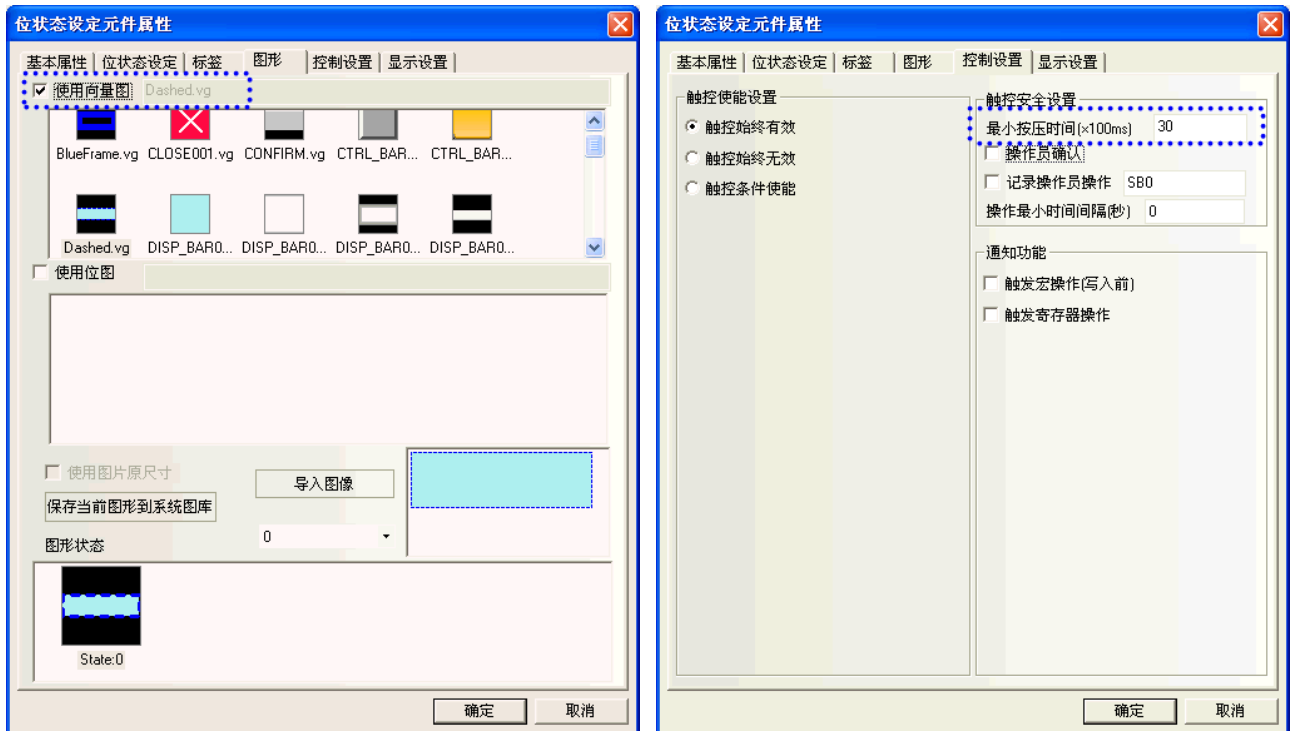 位状态设定元件属性
基本属性 位状态设定 标签 图形 控制设置 显示设置
使用向量图 Dashed.vg
BlueFrame.vg CLOSE001.vg CONFIRM.vg CTRL_BAR... CTRL_BAR...
Dashed.vg DISP_BAR0... DISP_BAR0... DISP_BAR0... DISP_BAR0...
使用位图
使用图片原尺寸
导入图像
保存当前图形到系统图库
图形状态
0
State:0
确定 取消
位状态设定元件属性
基本属性 位状态设定 标签 图形 控制设置 显示设置
触控使能设置
触控始终有效
触控始终无效
触控条件使能
触控安全设置
最小按压时间(×100ms) 30
操作员确认
记录操作员操作 SB0
操作最小时间间隔(秒) 0
通知功能
触发宏操作(写入前)
触发寄存器操作
确定 取消